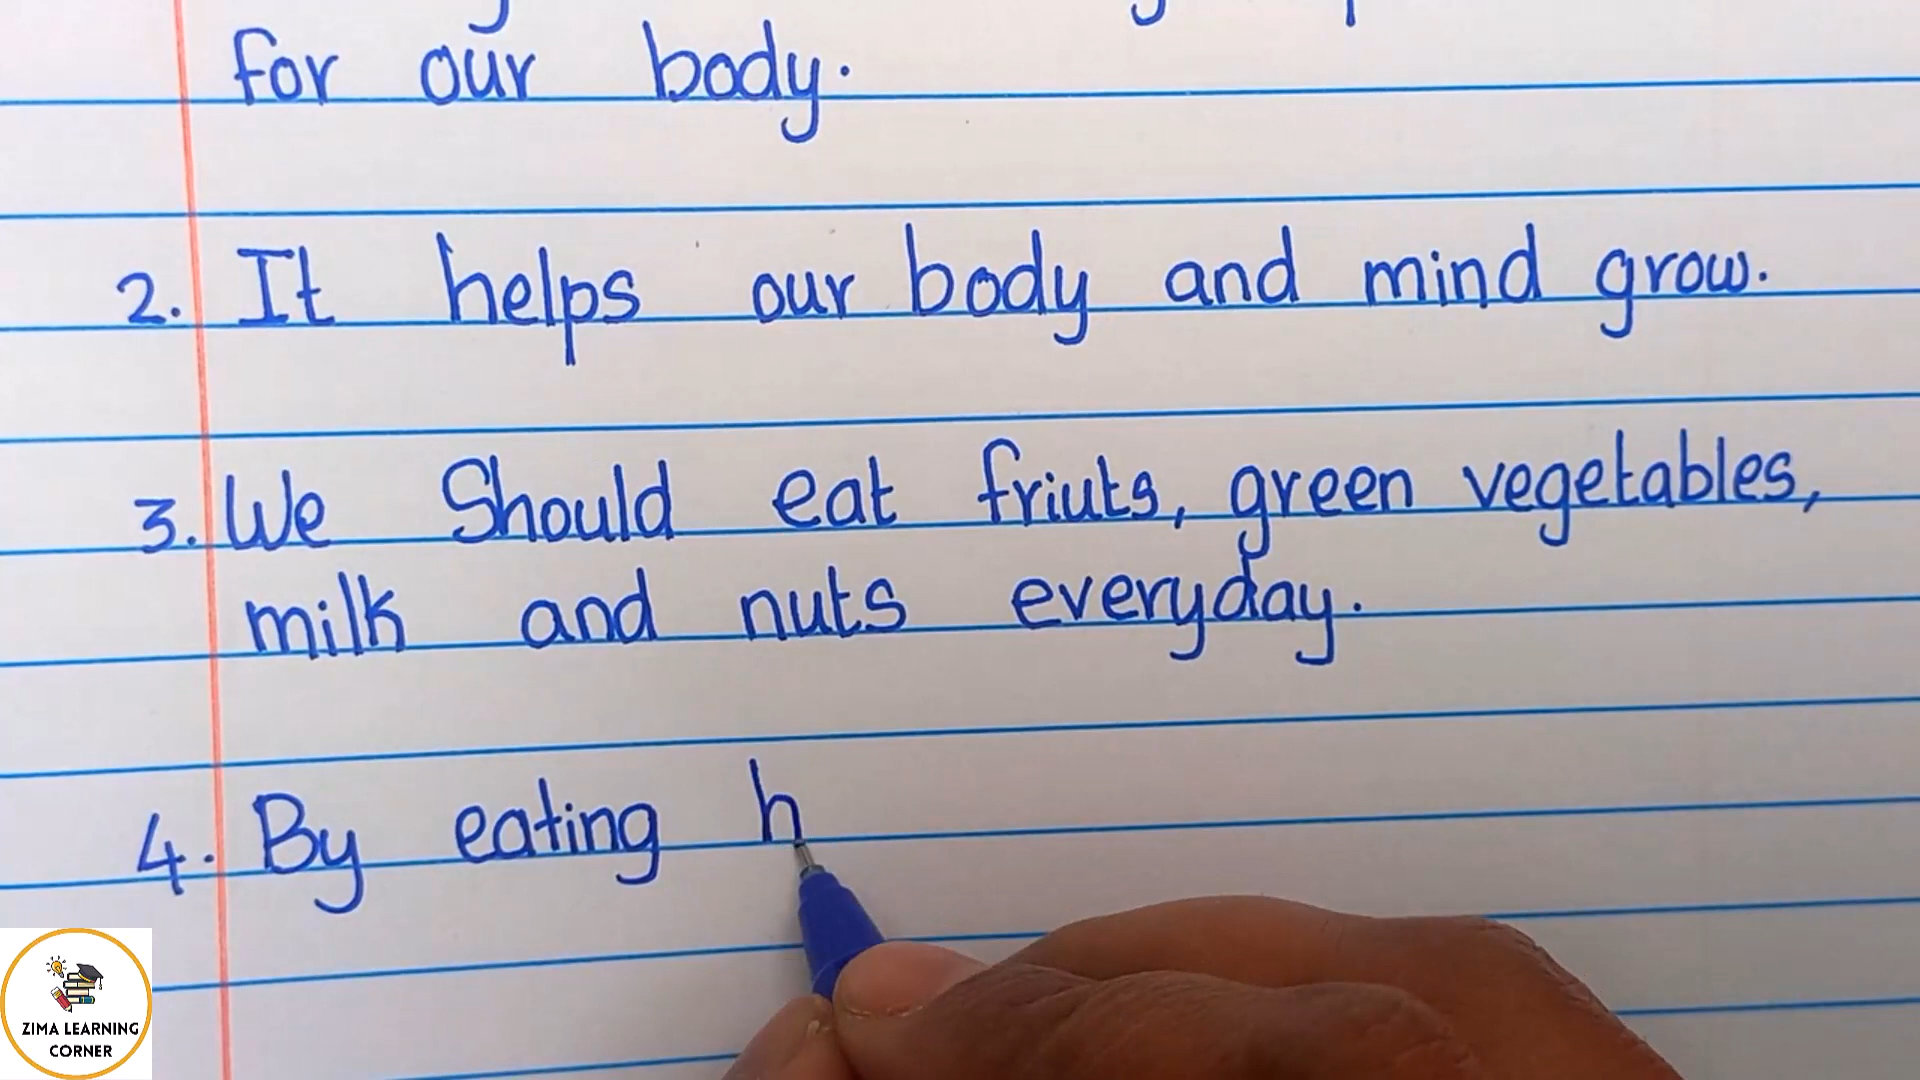 for our body.
2. It helps our body and mind grow.
3. We Should eat friuts, green vegetables,
milk and nuts everyday.
4. By eating h
ZIMA LEARNING
CORNER